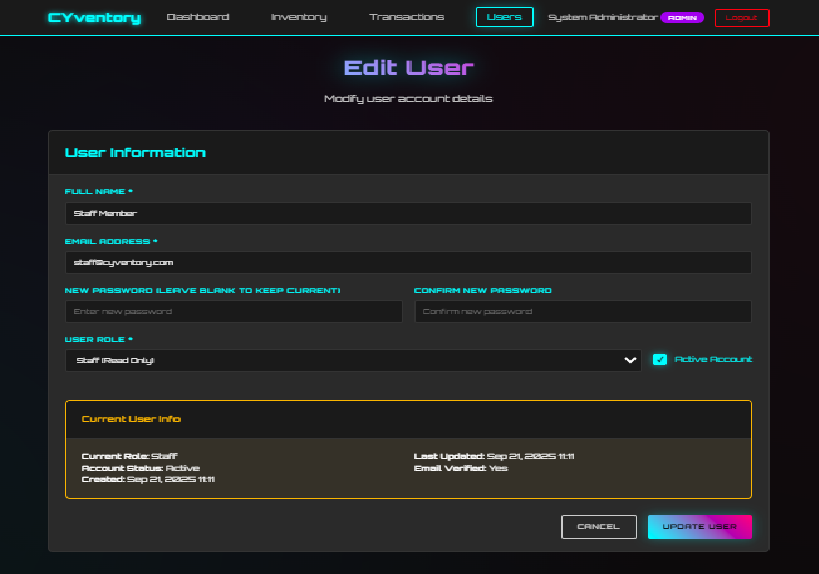 CYventory Dashboard Inventory Transactions Users System Administrator ADMIN Logout
Edit User
Modify user account details
User Information
FULL NAME *
Staff Member
EMAIL ADDRESS *
staff@cyventory.com
NEW PASSWORD (LEAVE BLANK TO KEEP CURRENT) CONFIRM NEW PASSWORD
Enter new password Confirm new password
USER ROLE *
Staff (Read Only) Active Account
Current User Info
Current Role: Staff Last Updated: Sep 21, 2025 11:11
Account Status: Active Email Verified: Yes
Created: Sep 21, 2025 11:11
CANCEL UPDATE USER